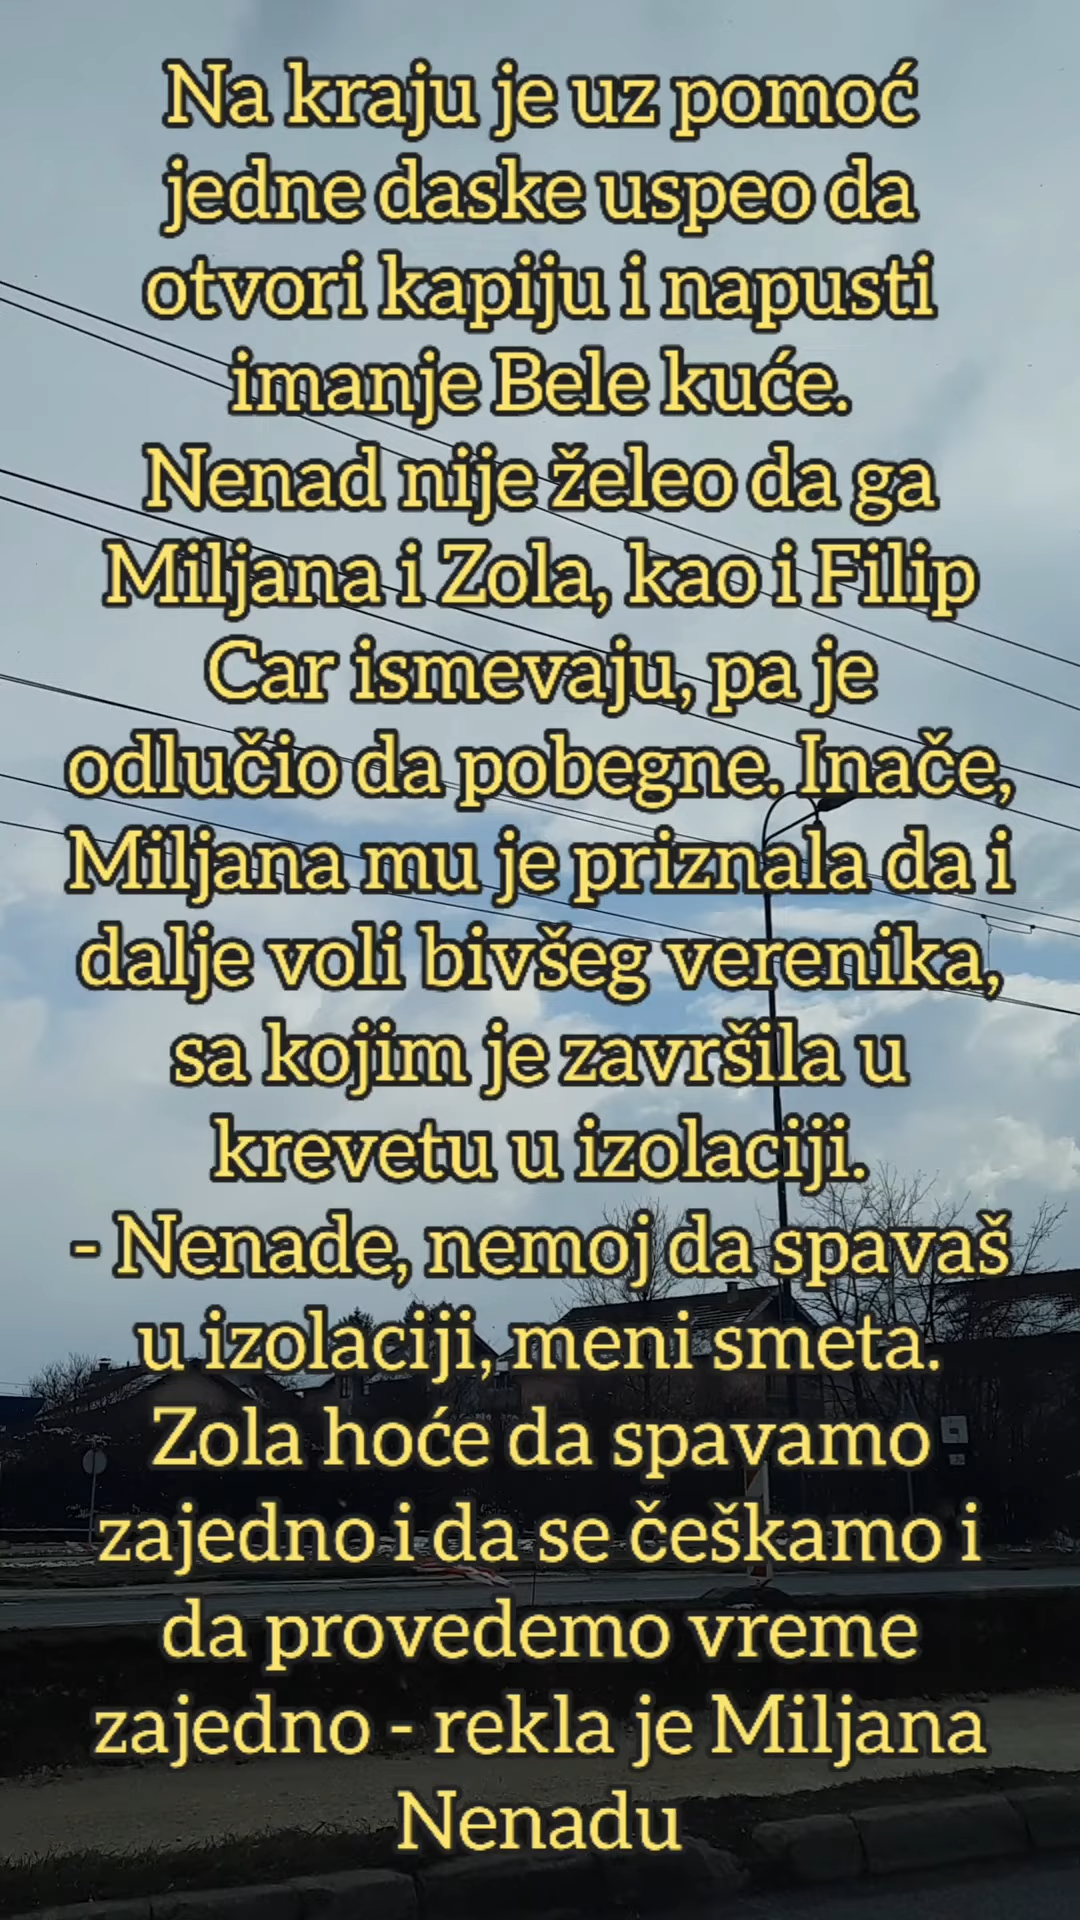 Na kraju je uz pomoć
jedne daske uspeo da
otvori kapiju i napusti
imanje Bele kuće.
Nenad nije želeo da ga
Miljana i Zola, kao i Filip
Car ismevaju, pa je
odlučio da pobegne. Inače,
Miljana mu je priznala da i
dalje voli bivšeg verenika,
sa kojim je završila u
krevetu u izolaciji.
- Nenade, nemoj da spavaš
u izolaciji, meni smeta.
Zola hoće da spavamo
zajedno i da se češkamo i
da provedemo vreme
zajedno - rekla je Miljana
Nenadu